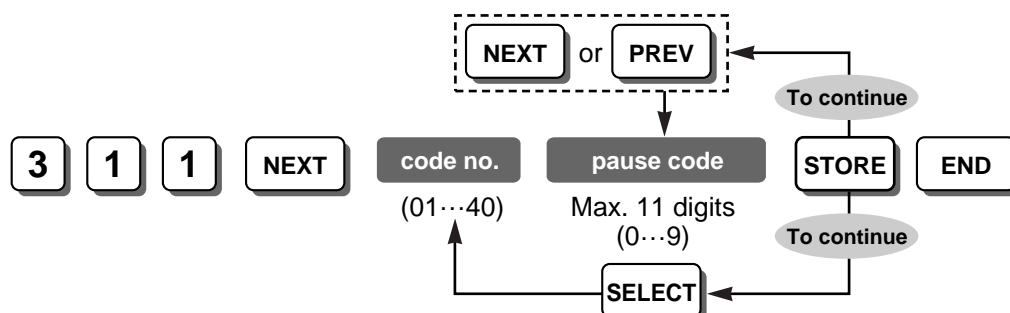 NEXT or PREV
To continue
3 1 1 NEXT code no. pause code STORE END
(01···40) Max. 11 digits
(0···9)
To continue
SELECT